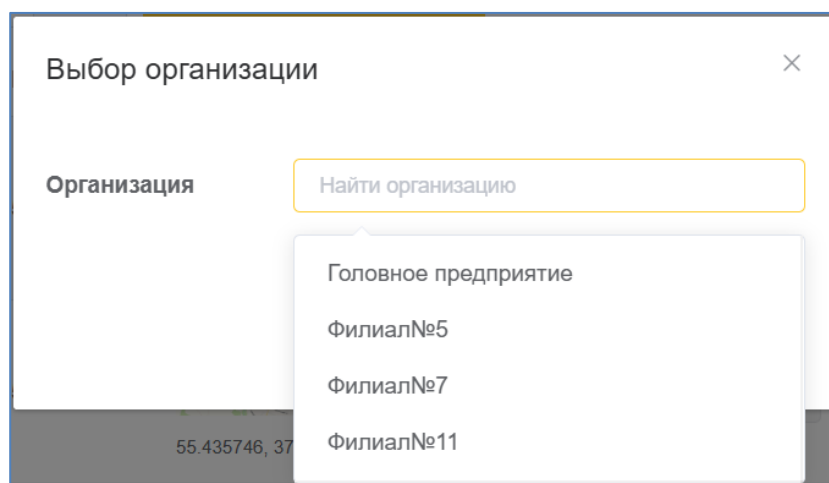 Выбор организации
Организация
Найти организацию
Головное предприятие
Филиал№5
Филиал№7
Филиал№11
55.435746, 37